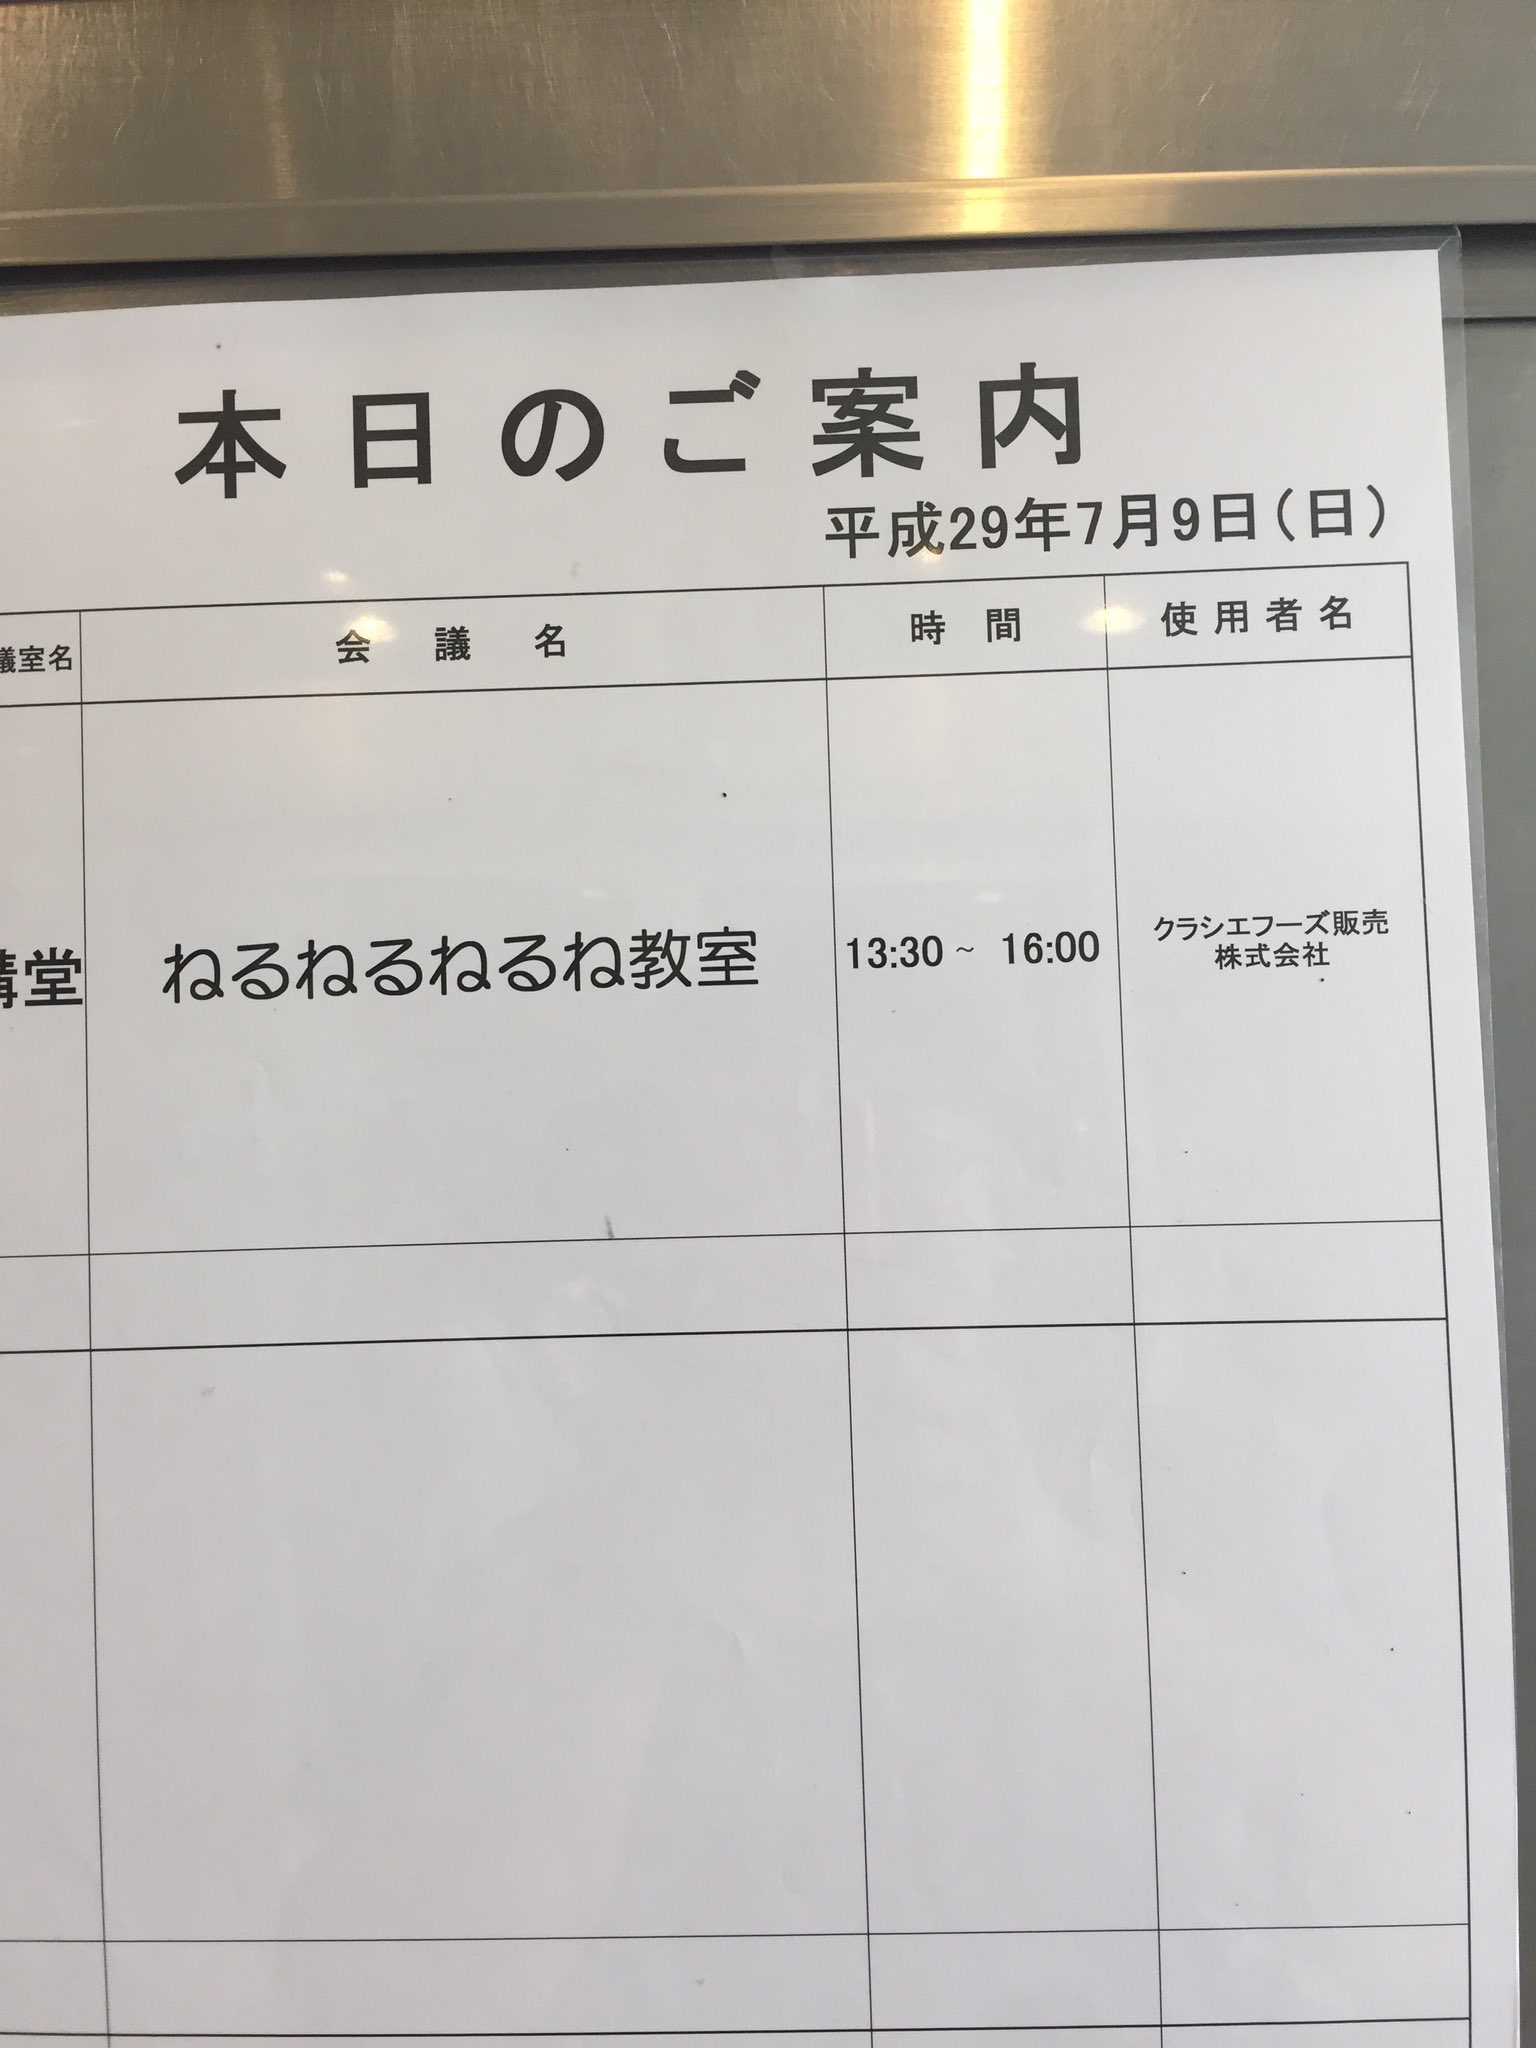 本日のご案内
平成29年7月9日(日)
議室名 会議名 時間 使用者名
講堂 ねるねるねるね教室 13:30 ~ 16:00 クラシエフーズ販売
株式会社